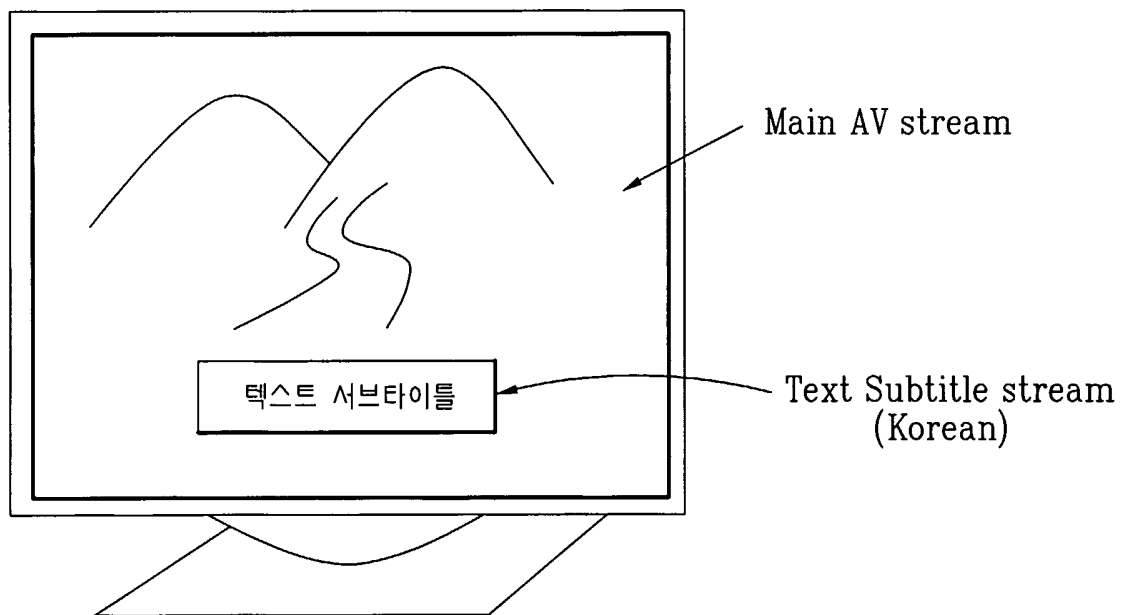 Main AV stream
텍스트 서브타이틀
Text Subtitle stream
(Korean)